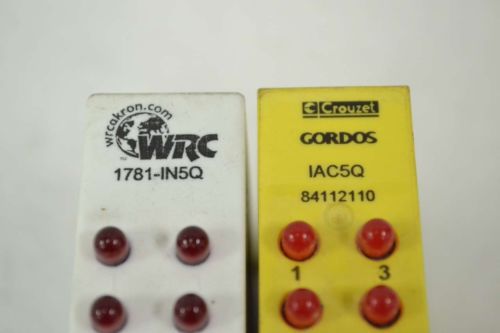 wrcakron.com
WRC
1781-IN5Q
Crouzet
GORDOS
IAC5Q
84112110
1 3